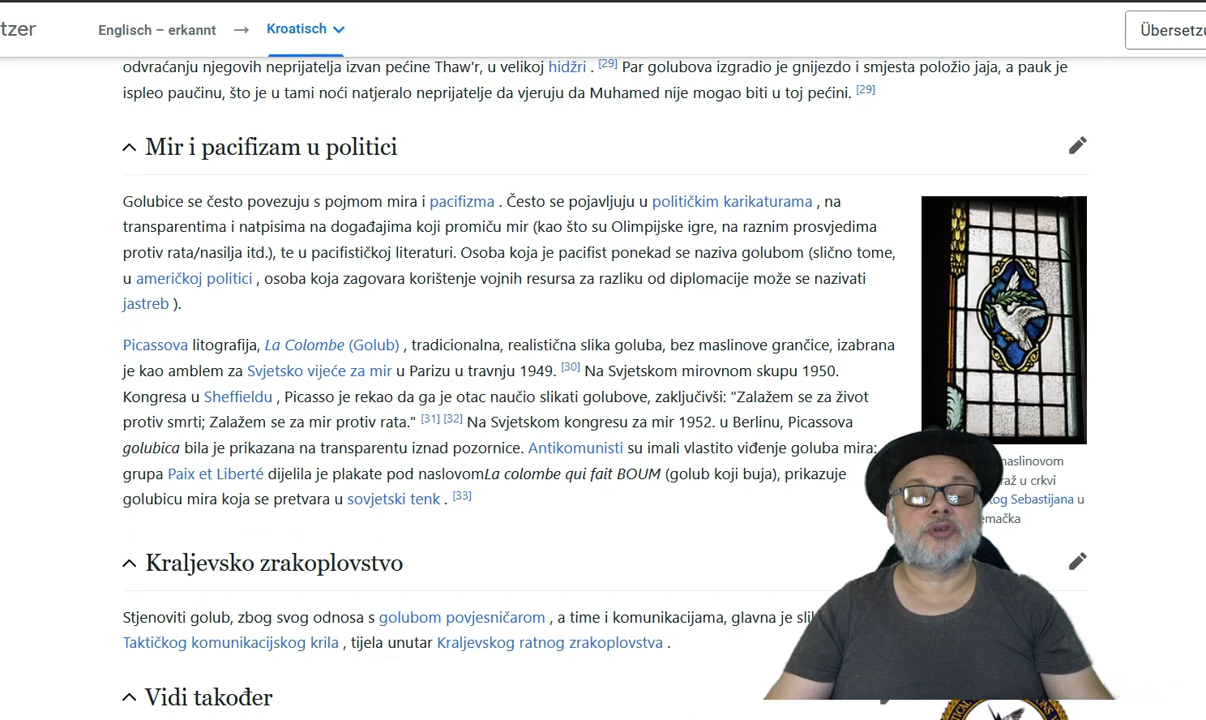 tzer
Englisch – erkannt → Kroatisch
odvraćanju njegovih neprijatelja izvan pećine Thaw'r, u velikoj hidžri . [29] Par golubova izgradio je gnijezdo i smjesta položio jaja, a pauk je
ispleo paučinu, što je u tami noći natjeralo neprijatelje da vjeruju da Muhamed nije mogao biti u toj pećini. [29]
Mir i pacifizam u politici
Golubice se često povezuju s pojmom mira i pacifizma . Često se pojavljuju u političkim karikaturama , na
transparentima i natpisima na događajima koji promiču mir (kao što su Olimpijske igre, na raznim prosvjedima
protiv rata/nasilja itd.), te u pacifističkoj literaturi. Osoba koja je pacifist ponekad se naziva golubom (slično tome,
u američkoj politici , osoba koja zagovara korištenje vojnih resursa za razliku od diplomacije može se nazivati
jastreb ).
Picassova litografija, La Colombe (Golub) , tradicionalna, realistična slika goluba, bez maslinove grančice, izabrana
je kao amblem za Svjetsko vijeće za mir u Parizu u travnju 1949. [30] Na Svjetskom mirovnom skupu 1950.
Kongresa u Sheffieldu , Picasso je rekao da ga je otac naučio slikati golubove, zaključivši: "Zalažem se za život
protiv smrti; Zalažem se za mir protiv rata." [31] [32] Na Svjetskom kongresu za mir 1952. u Berlinu, Picassova
golubica bila je prikazana na transparentu iznad pozornice. Antikomunisti su imali vlastito viđenje goluba mira:
grupa Paix et Liberté dijelila je plakate pod naslovomLa colombe qui fait BOUM (golub koji buja), prikazuje
golubicu mira koja se pretvara u sovjetski tenk . [33]
maslinovom
crkvi
Sebastijana u
Kraljevsko zrakoplovstvo
Stjenoviti golub, zbog svog odnosa s golubom povjesničarom , a time i komunikacijama, glavna je
Taktičkog komunikacijskog krila , tijela unutar Kraljevskog ratnog zrakoplovstva .
Vidi također